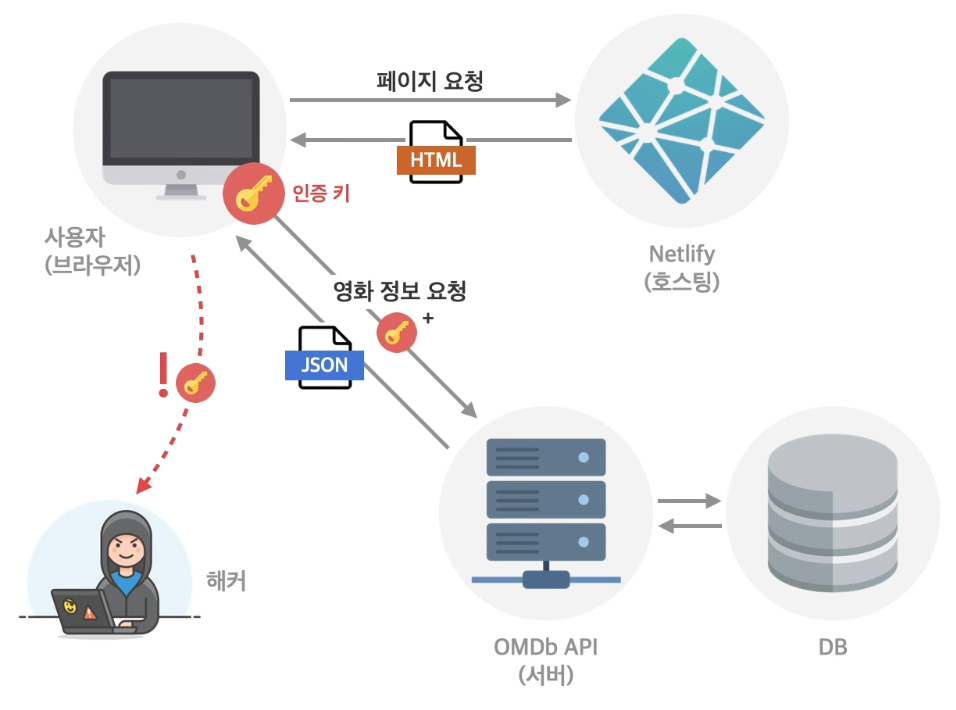 페이지 요청
HTML
인증 키
사용자
(브라우저)
Netlify
(호스팅)
영화 정보 요청
+
JSON
!
해커
OMDb API
(서버)
DB